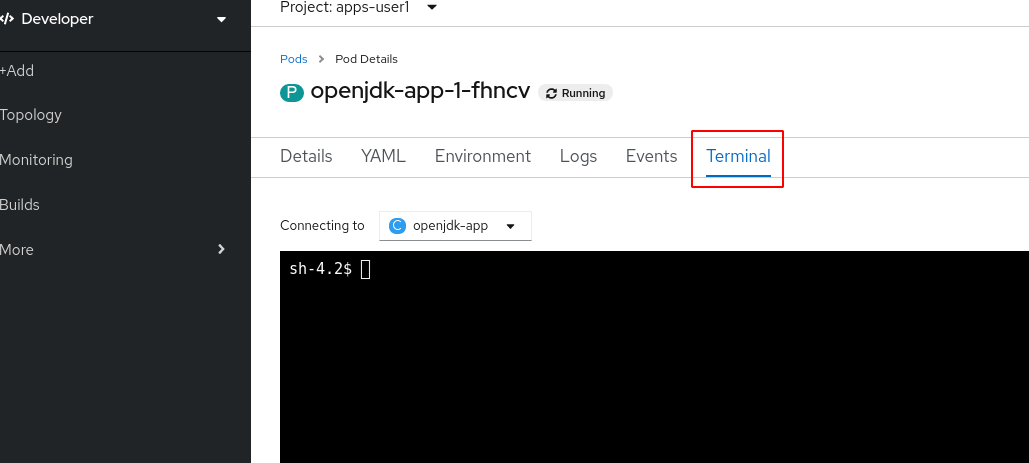 </> Developer
Project: apps-user1
+Add
Topology
Monitoring
Builds
More
Pods > Pod Details
P openjdk-app-1-fhncv Running
Details YAML Environment Logs Events Terminal
Connecting to C openjdk-app
sh-4.2$